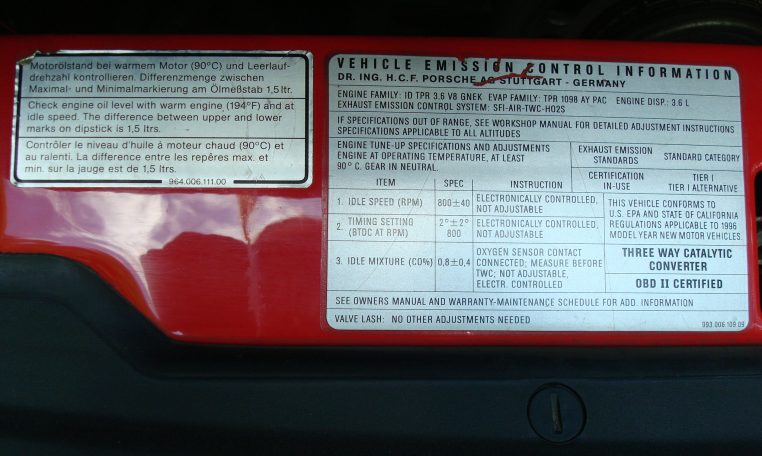 Motorölstand bei warmem Motor (90°C) und Leerlauf-
drehzahl kontrollieren. Differenzmenge zwischen
Maximal- und Minimalmarkierung am Ölmeßstab 1,5 ltr.
Check engine oil level with warm engine (194°F) and at
idle speed. The difference between upper and lower
marks on dipstick is 1,5 ltrs.
Contrôler le niveau d'huile à moteur chaud (90°C) et
au ralenti. La différence entre les repères max. et
min. sur la jauge est de 1,5 ltrs.
964.006.111.00
VEHICLE EMISSION CONTROL INFORMATION
DR. ING. H.C.F. PORSCHE AG STUTTGART - GERMANY
ENGINE FAMILY: ID TPR 3.6 V8 GNEK EVAP FAMILY: TPR 1098 AY PAC ENGINE DISP.: 3.6 L
EXHAUST EMISSION CONTROL SYSTEM: SFI-AIR-TWC-HO2S
IF SPECIFICATIONS OUT OF RANGE, SEE WORKSHOP MANUAL FOR DETAILED ADJUSTMENT INSTRUCTIONS
SPECIFICATIONS APPLICABLE TO ALL ALTITUDES
ENGINE TUNE-UP SPECIFICATIONS AND ADJUSTMENTS
ENGINE AT OPERATING TEMPERATURE, AT LEAST
90° C. GEAR IN NEUTRAL.
EXHAUST EMISSION
STANDARDS
STANDARD CATEGORY
CERTIFICATION
IN-USE
TIER I
TIER I ALTERNATIVE
ITEM SPEC INSTRUCTION
1. IDLE SPEED (RPM) 800±40 ELECTRONICALLY CONTROLLED,
NOT ADJUSTABLE
2. TIMING SETTING
(BTDC AT RPM)
2°±2°
800
ELECTRONICALLY CONTROLLED,
NOT ADJUSTABLE
3. IDLE MIXTURE (CO%) 0,8±0,4
OXYGEN SENSOR CONTACT
CONNECTED; MEASURE BEFORE
TWC; NOT ADJUSTABLE,
ELECTR. CONTROLLED
THIS VEHICLE CONFORMS TO
U.S. EPA AND STATE OF CALIFORNIA
REGULATIONS APPLICABLE TO 1996
MODEL YEAR NEW MOTOR VEHICLES.
THREE WAY CATALYTIC
CONVERTER
OBD II CERTIFIED
SEE OWNERS MANUAL AND WARRANTY-MAINTENANCE SCHEDULE FOR ADD. INFORMATION
VALVE LASH: NO OTHER ADJUSTMENTS NEEDED
993.006.109.09